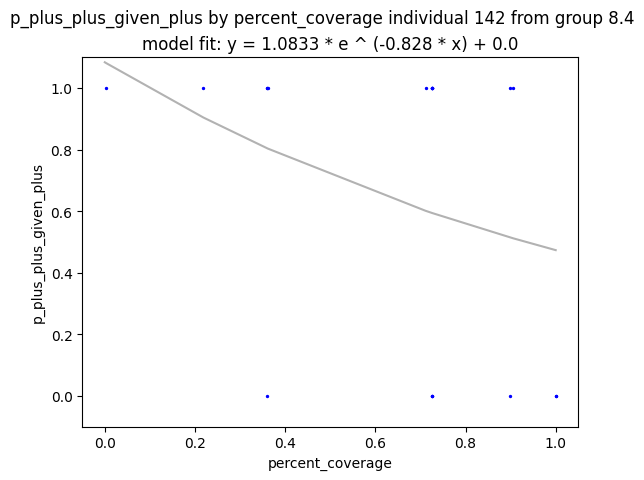 p_plus_plus_given_plus by percent_coverage individual 142 from group 8.4
model fit: y = 1.0833 * e ^ (-0.828 * x) + 0.0
1.0
0.8
0.6
0.4
0.2
0.0
p_plus_plus_given_plus
0.0 0.2 0.4 0.6 0.8 1.0
percent_coverage